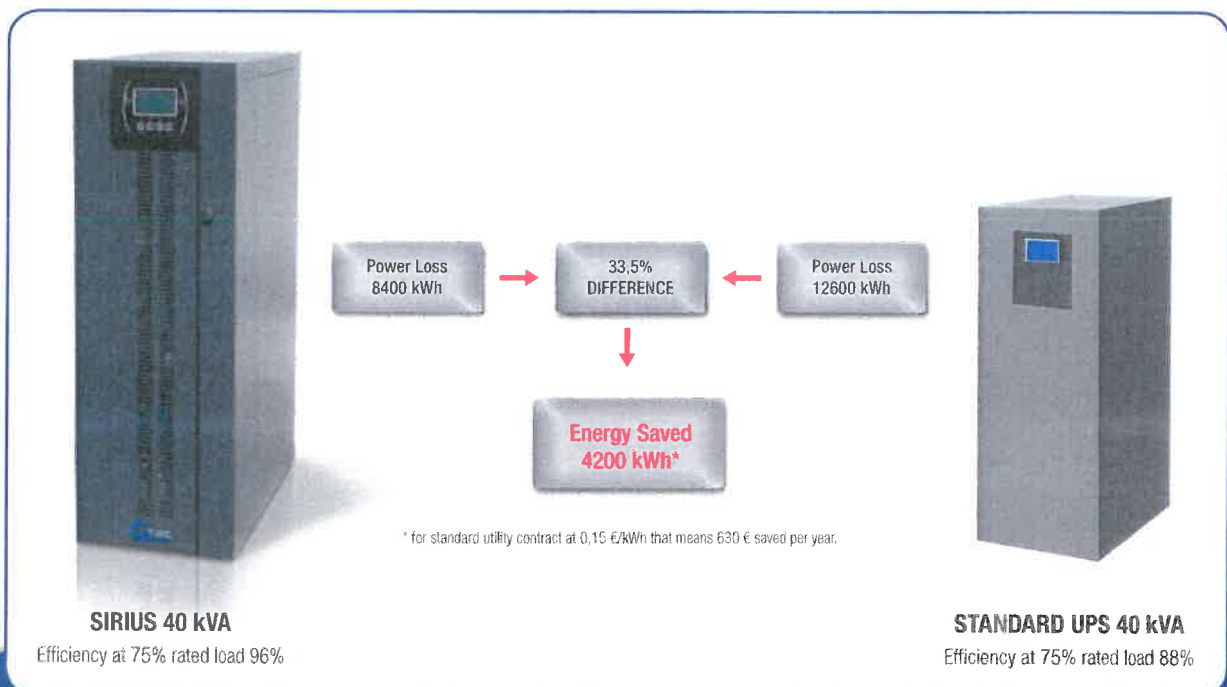 Power Loss
8400 kWh
33,5%
DIFFERENCE
Power Loss
12600 kWh
Energy Saved
4200 kWh*
* for standard utility contract at 0,15 €/kWh that means 630 € saved per year.
SIRIUS 40 kVA
Efficiency at 75% rated load 96%
STANDARD UPS 40 kVA
Efficiency at 75% rated load 88%